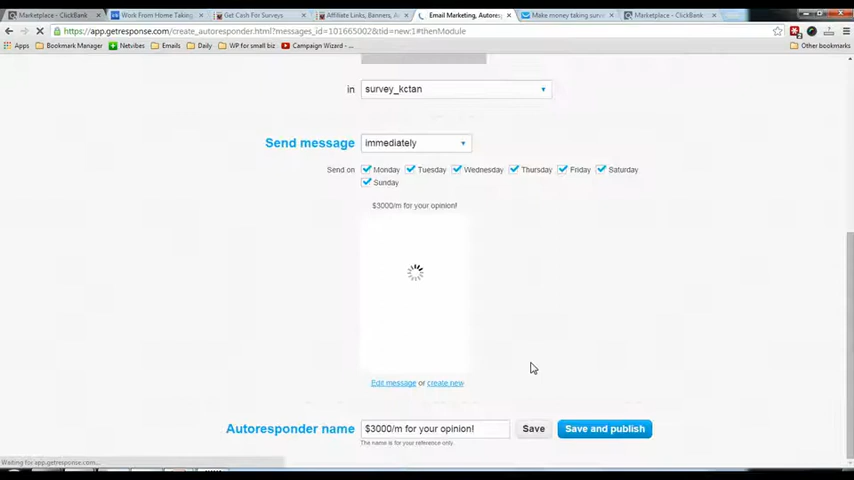 Marketplace - ClickBank
Work From Home Taking
Get Cash For Surveys
Affiliate Links, Banners, A
Email Marketing, Autores
Make money taking surve
Marketplace - ClickBank
https://app.getresponse.com/create_autoresponder.html?messages_id=101665002&tid=new:1#thenModule
Apps
Bookmark Manager
Netvibes
Emails
Daily
WP for small biz
Campaign Wizard - ...
Other bookmarks
in
survey_kctan
Send message
immediately
Send on
Monday
Tuesday
Wednesday
Thursday
Friday
Saturday
Sunday
$3000/m for your opinion!
Edit message or create new
Autoresponder name
$3000/m for your opinion!
Save
Save and publish
The name is for your reference only.
Waiting for app.getresponse.com...